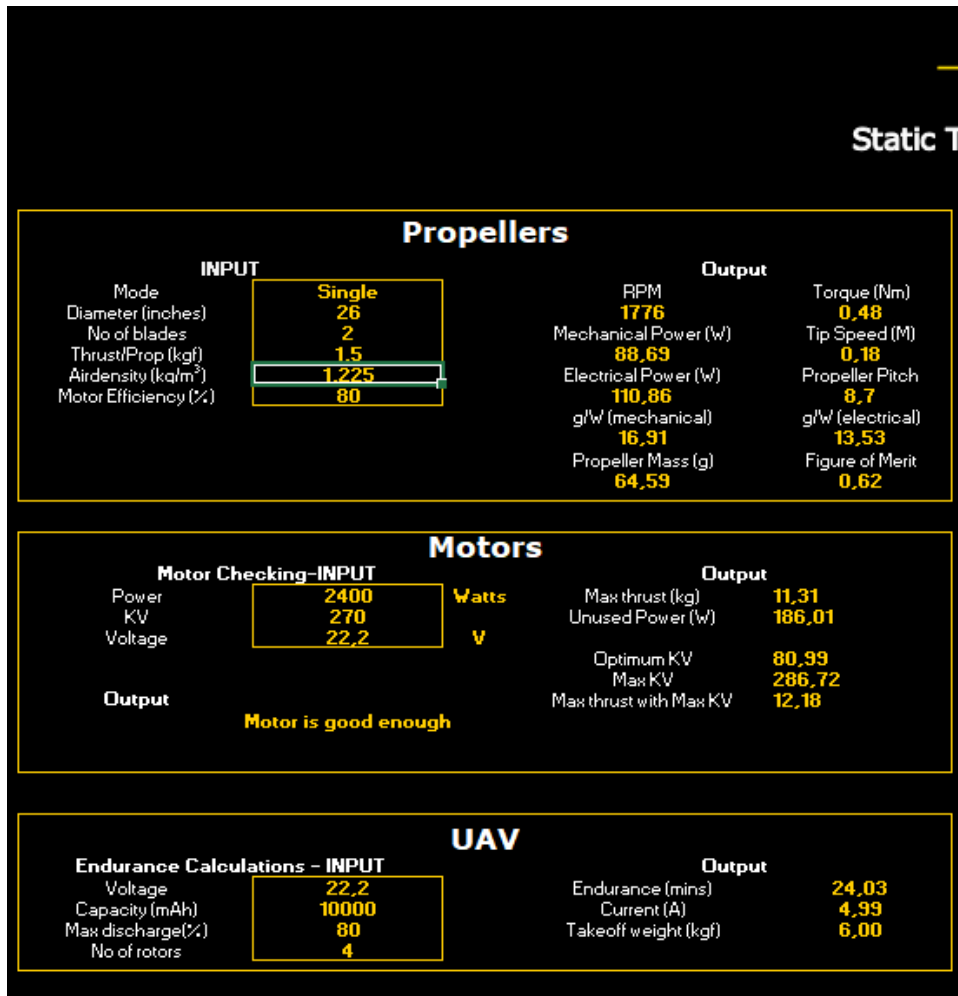 Static T
Propellers
INPUT
Mode Single
Diameter (inches) 26
No of blades 2
Thrust/Prop (kgf) 1.5
Airdensity (kg/m³) 1.225
Motor Efficiency (%) 80
Output
RPM Torque (Nm)
1776 0,48
Mechanical Power (W) Tip Speed (M)
88,69 0,18
Electrical Power (W) Propeller Pitch
110,86 8,7
g/W (mechanical) g/W (electrical)
16,91 13,53
Propeller Mass (g) Figure of Merit
64,59 0,62
Motors
Motor Checking-INPUT
Power 2400 Watts
KV 270
Voltage 22,2 V
Output
Motor is good enough
Output
Max thrust (kg) 11,31
Unused Power (W) 186,01
Optimum KV 80,99
Max KV 286,72
Max thrust with Max KV 12,18
UAV
Endurance Calculations - INPUT
Voltage 22,2
Capacity (mAh) 10000
Max discharge(%) 80
No of rotors 4
Output
Endurance (mins) 24,03
Current (A) 4,99
Takeoff weight (kgf) 6,00